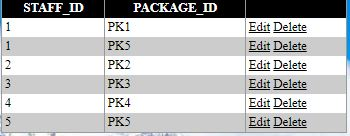 STAFF_ID PACKAGE_ID
1 PK1 Edit Delete
1 PK5 Edit Delete
2 PK2 Edit Delete
3 PK3 Edit Delete
4 PK4 Edit Delete
5 PK5 Edit Delete